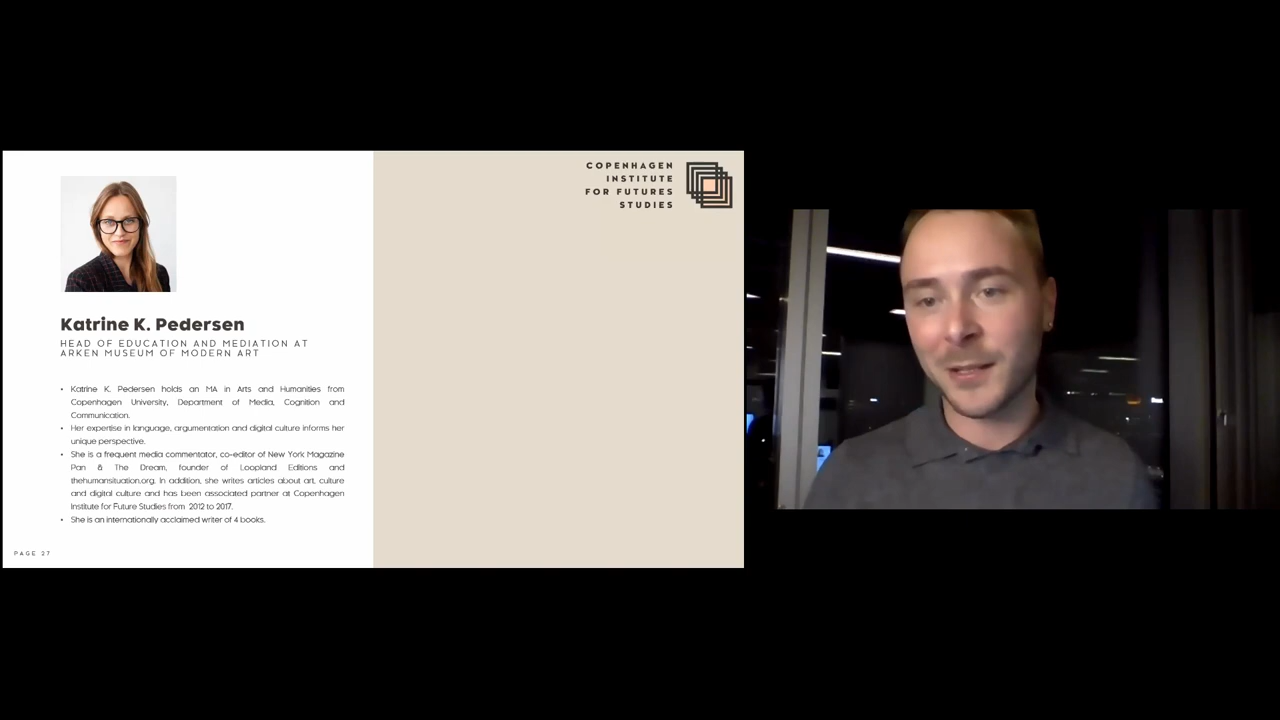 COPENHAGEN
INSTITUTE
FOR FUTURES
STUDIES
Katrine K. Pedersen
HEAD OF EDUCATION AND MEDIATION AT
ARKEN MUSEUM OF MODERN ART
• Katrine K. Pedersen holds an MA in Arts and Humanities from
Copenhagen University, Department of Media, Cognition and
Communication.
• Her expertise in language, argumentation and digital culture informs her
unique perspective.
• She is a frequent media commentator, co-editor of New York Magazine
Pan & The Dream, founder of Loopland Editions and
thehumansituation.org. In addition, she writes articles about art, culture
and digital culture and has been associated partner at Copenhagen
Institute for Future Studies from 2012 to 2017.
• She is an internationally acclaimed writer of 4 books.
PAGE 27